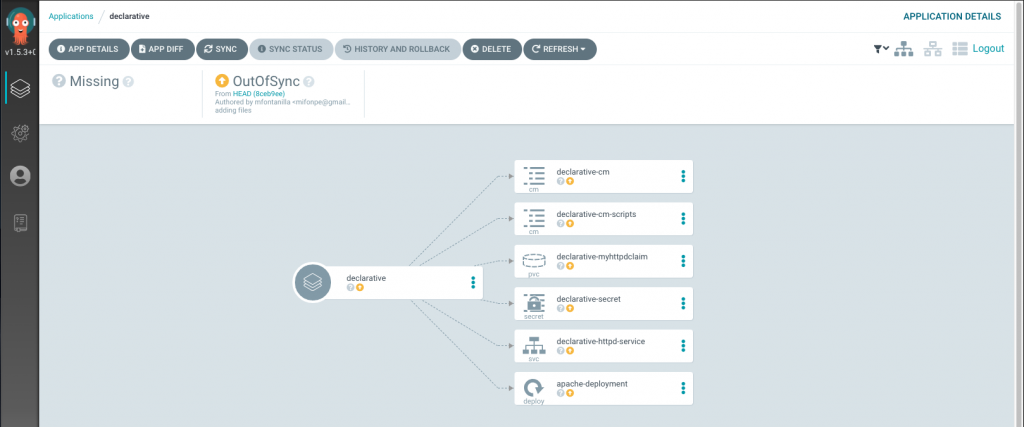 Applications / declarative
APPLICATION DETAILS
v1.5.3+0
APP DETAILS
APP DIFF
SYNC
SYNC STATUS
HISTORY AND ROLLBACK
DELETE
REFRESH
Logout
Missing
OutOfSync
From HEAD (8ceb9ee)
Authored by mfontanilla <mifonpe@gmail...
adding files
declarative
cm
declarative-cm
cm
declarative-cm-scripts
pvc
declarative-myhttpdclaim
secret
declarative-secret
svc
declarative-httpd-service
deploy
apache-deployment